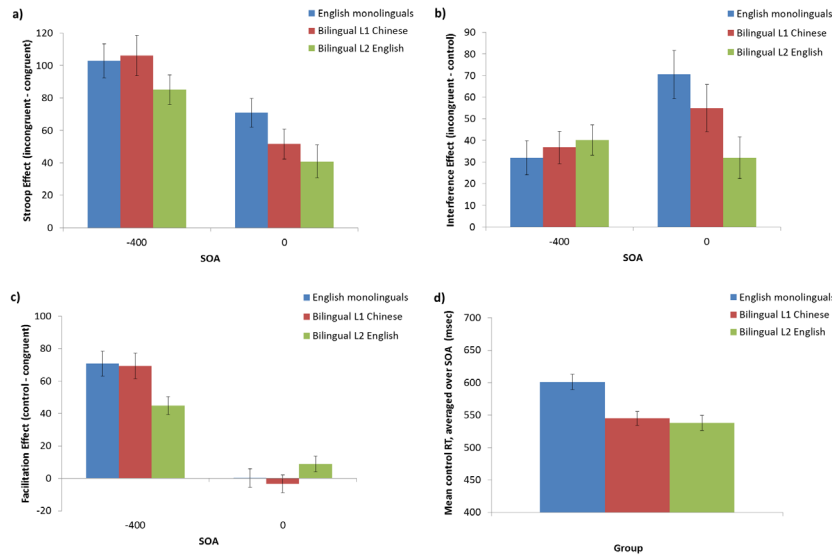 a)
English monolinguals
Bilingual L1 Chinese
Bilingual L2 English
Stroop Effect (incongruent - congruent)
120
100
80
60
40
20
0
-400
0
SOA
b)
English monolinguals
Bilingual L1 Chinese
Bilingual L2 English
Interference Effect (incongruent - control)
90
80
70
60
50
40
30
20
10
0
-400
0
SOA
c)
English monolinguals
Bilingual L1 Chinese
Bilingual L2 English
Facilitation Effect (control - congruent)
100
80
60
40
20
0
-20
-400
0
SOA
d)
English monolinguals
Bilingual L1 Chinese
Bilingual L2 English
Mean control RT, averaged over SOA (msec)
700
650
600
550
500
450
400
Group